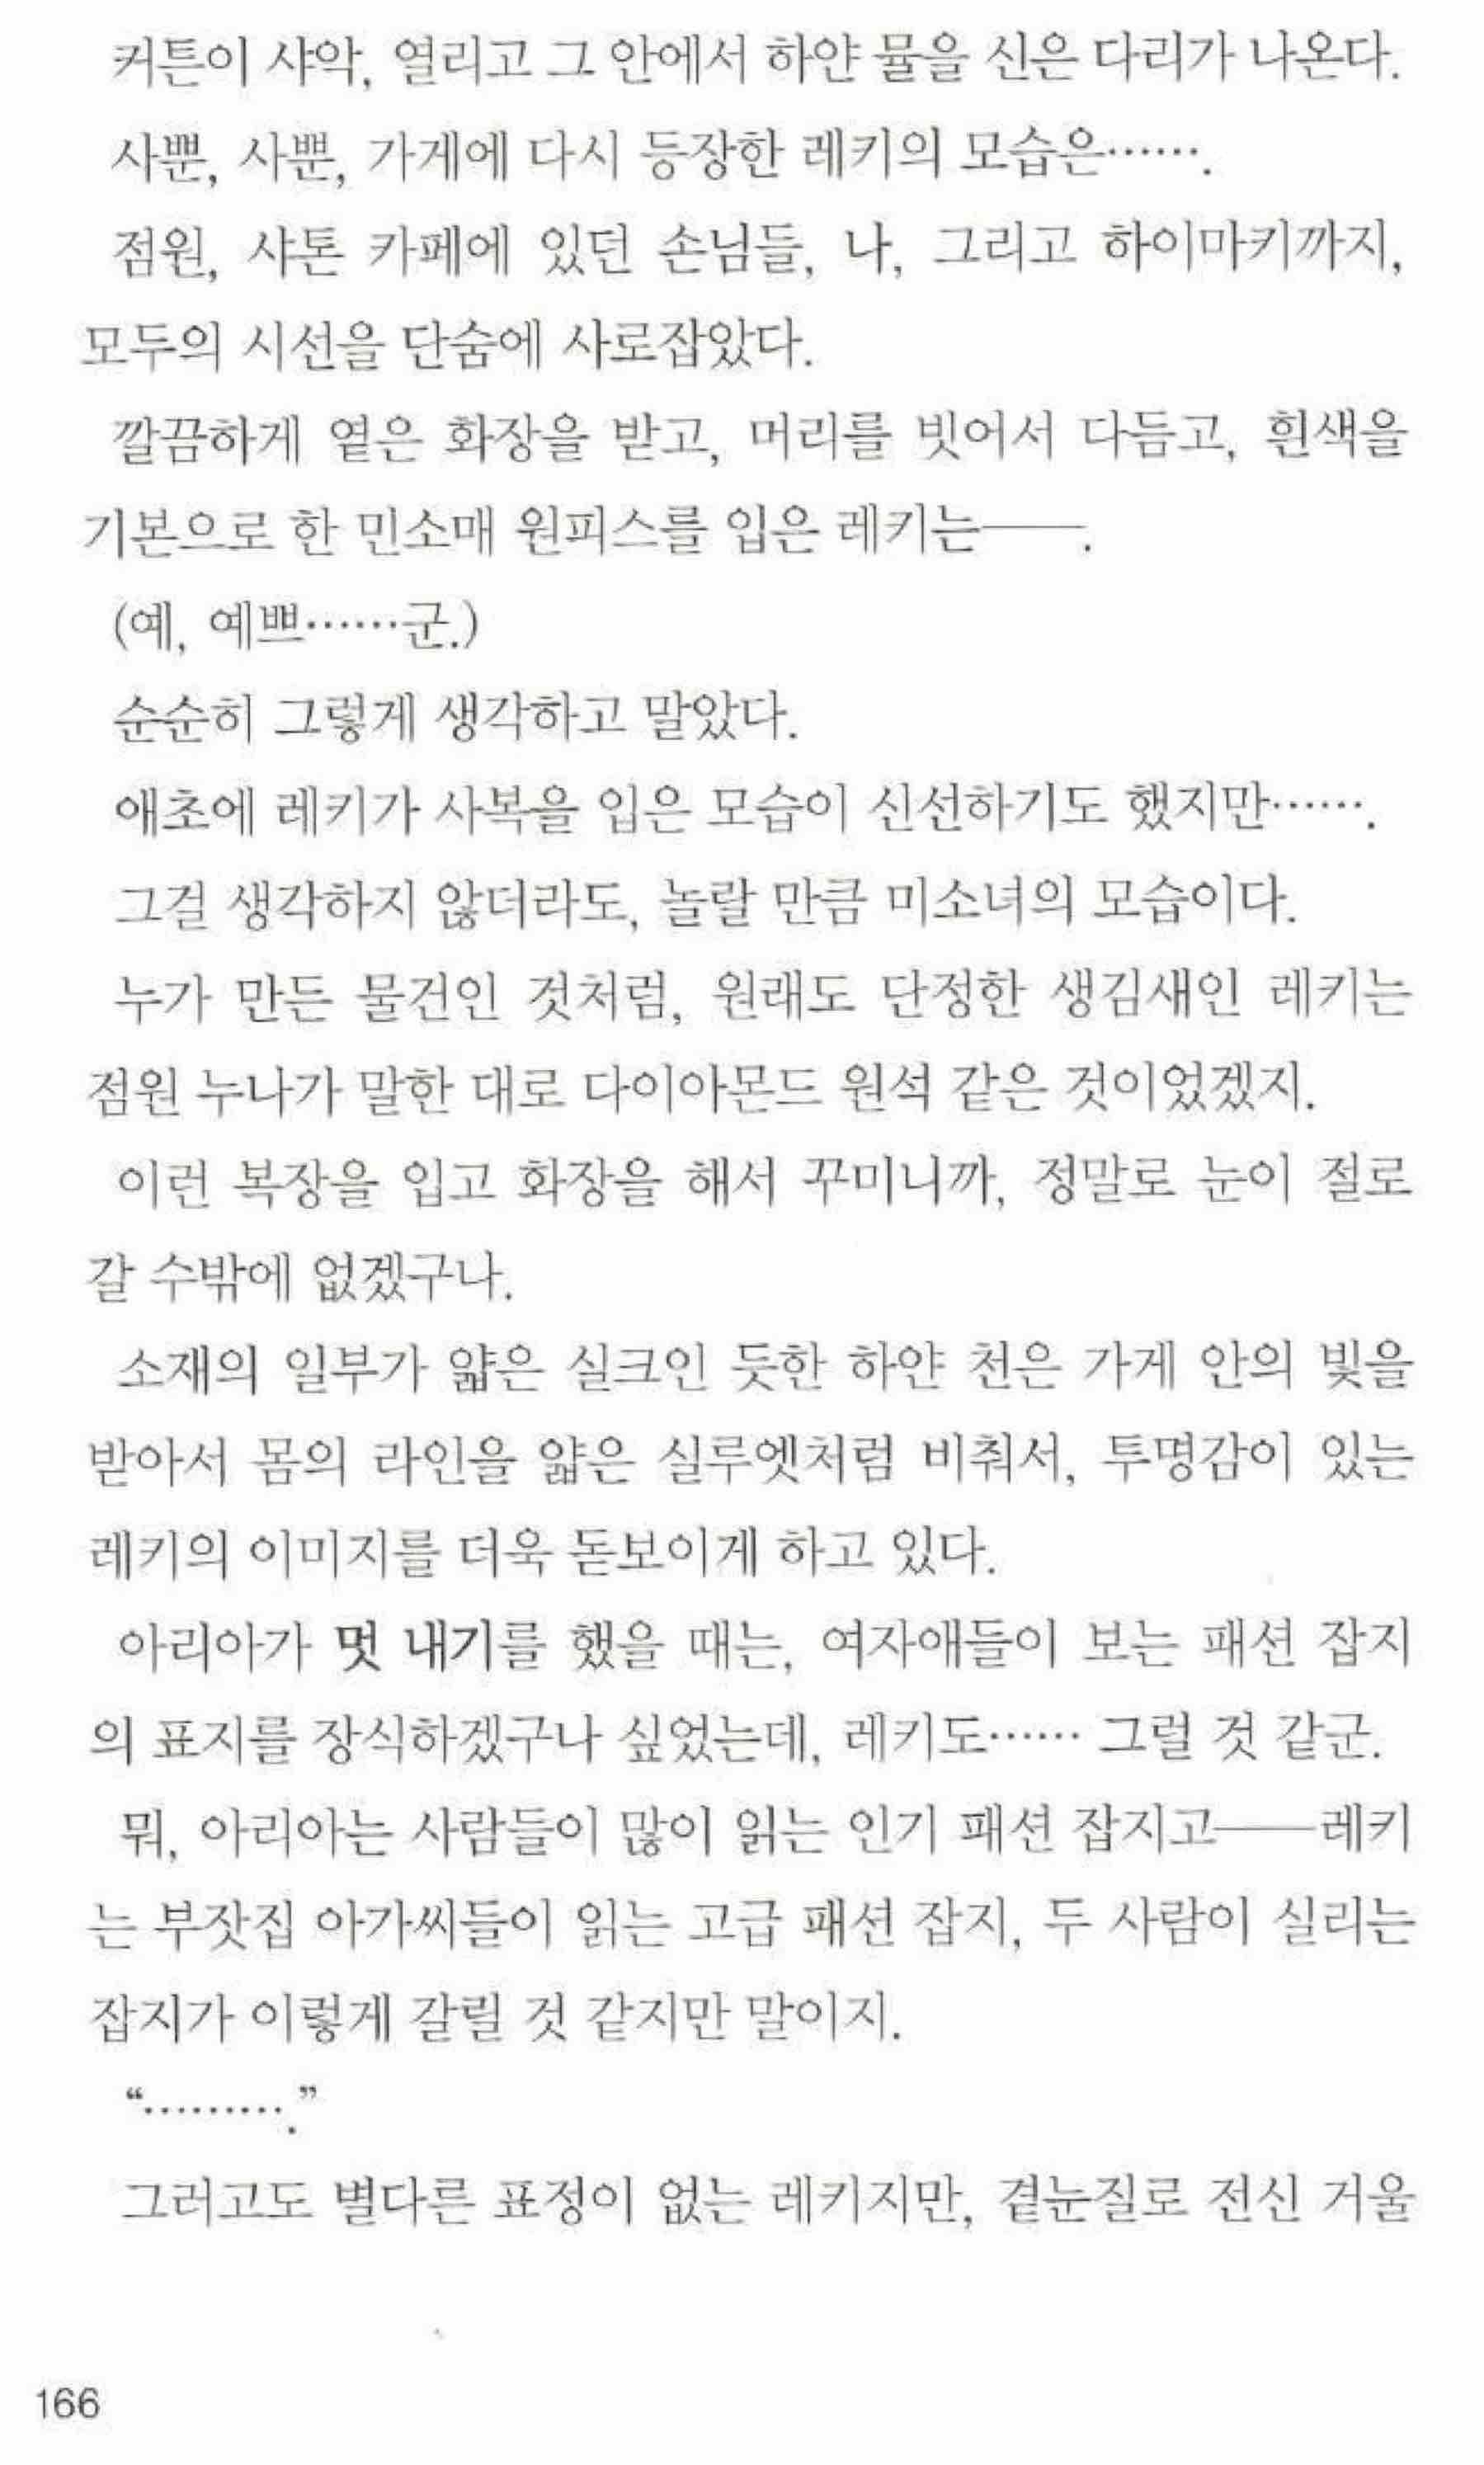 커튼이 샤악, 열리고 그 안에서 하얀 뮬을 신은 다리가 나온다.
사뿐, 사뿐, 가게에 다시 등장한 레키의 모습은…….
점원, 샤톤 카페에 있던 손님들, 나, 그리고 하이마키까지,
모두의 시선을 단숨에 사로잡았다.
깔끔하게 옅은 화장을 받고, 머리를 빗어서 다듬고, 흰색을
기본으로 한 민소매 원피스를 입은 레키는──.
(예, 예쁘……군.)
순순히 그렇게 생각하고 말았다.
애초에 레키가 사복을 입은 모습이 신선하기도 했지만…….
그걸 생각하지 않더라도, 놀랄 만큼 미소녀의 모습이다.
누가 만든 물건인 것처럼, 원래도 단정한 생김새인 레키는
점원 누나가 말한 대로 다이아몬드 원석 같은 것이었겠지.
이런 복장을 입고 화장을 해서 꾸미니까, 정말로 눈이 절로
갈 수밖에 없겠구나.
소재의 일부가 얇은 실크인 듯한 하얀 천은 가게 안의 빛을
받아서 몸의 라인을 얇은 실루엣처럼 비춰서, 투명감이 있는
레키의 이미지를 더욱 돋보이게 하고 있다.
아리아가 멋 내기를 했을 때는, 여자애들이 보는 패션 잡지
의 표지를 장식하겠구나 싶었는데, 레키도…… 그럴 것 같군.
뭐, 아리아는 사람들이 많이 읽는 인기 패션 잡지고──레키
는 부잣집 아가씨들이 읽는 고급 패션 잡지, 두 사람이 실리는
잡지가 이렇게 갈릴 것 같지만 말이지.
“……….”
그러고도 별다른 표정이 없는 레키지만, 곁눈질로 전신 거울
166